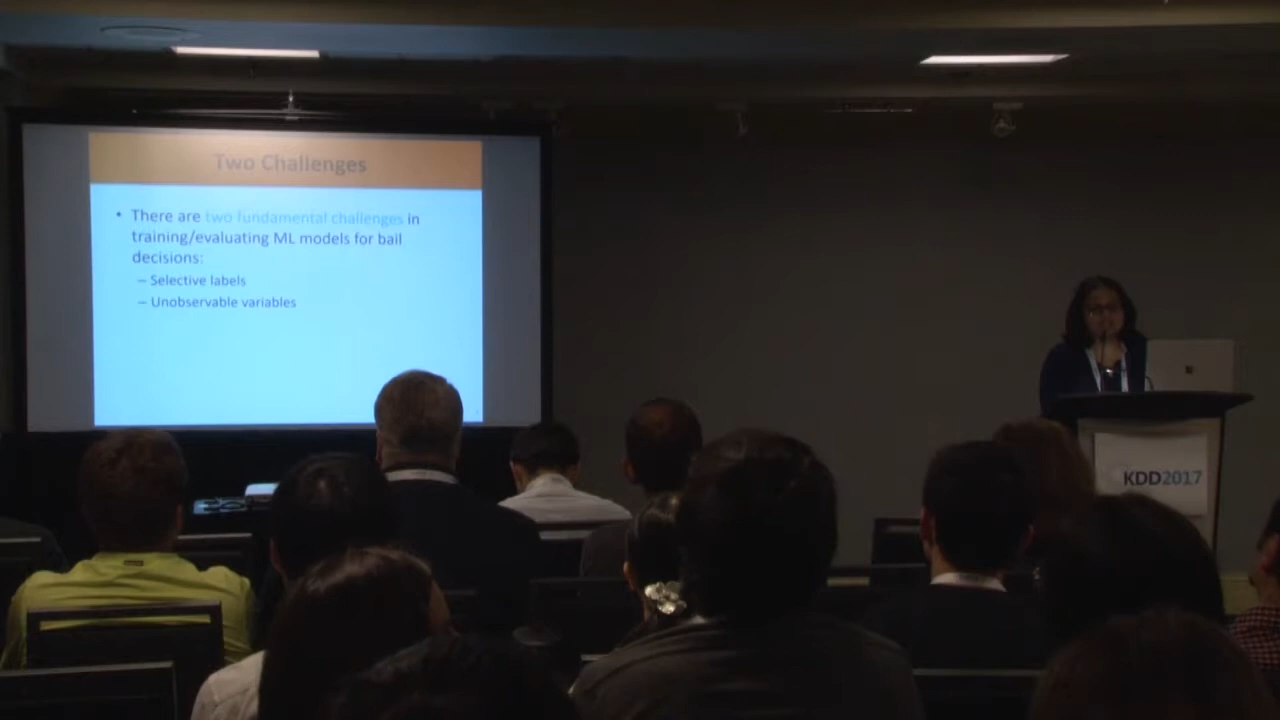 Two Challenges
• There are two fundamental challenges in
training/evaluating ML models for bail
decisions:
– Selective labels
– Unobservable variables
KDD2017